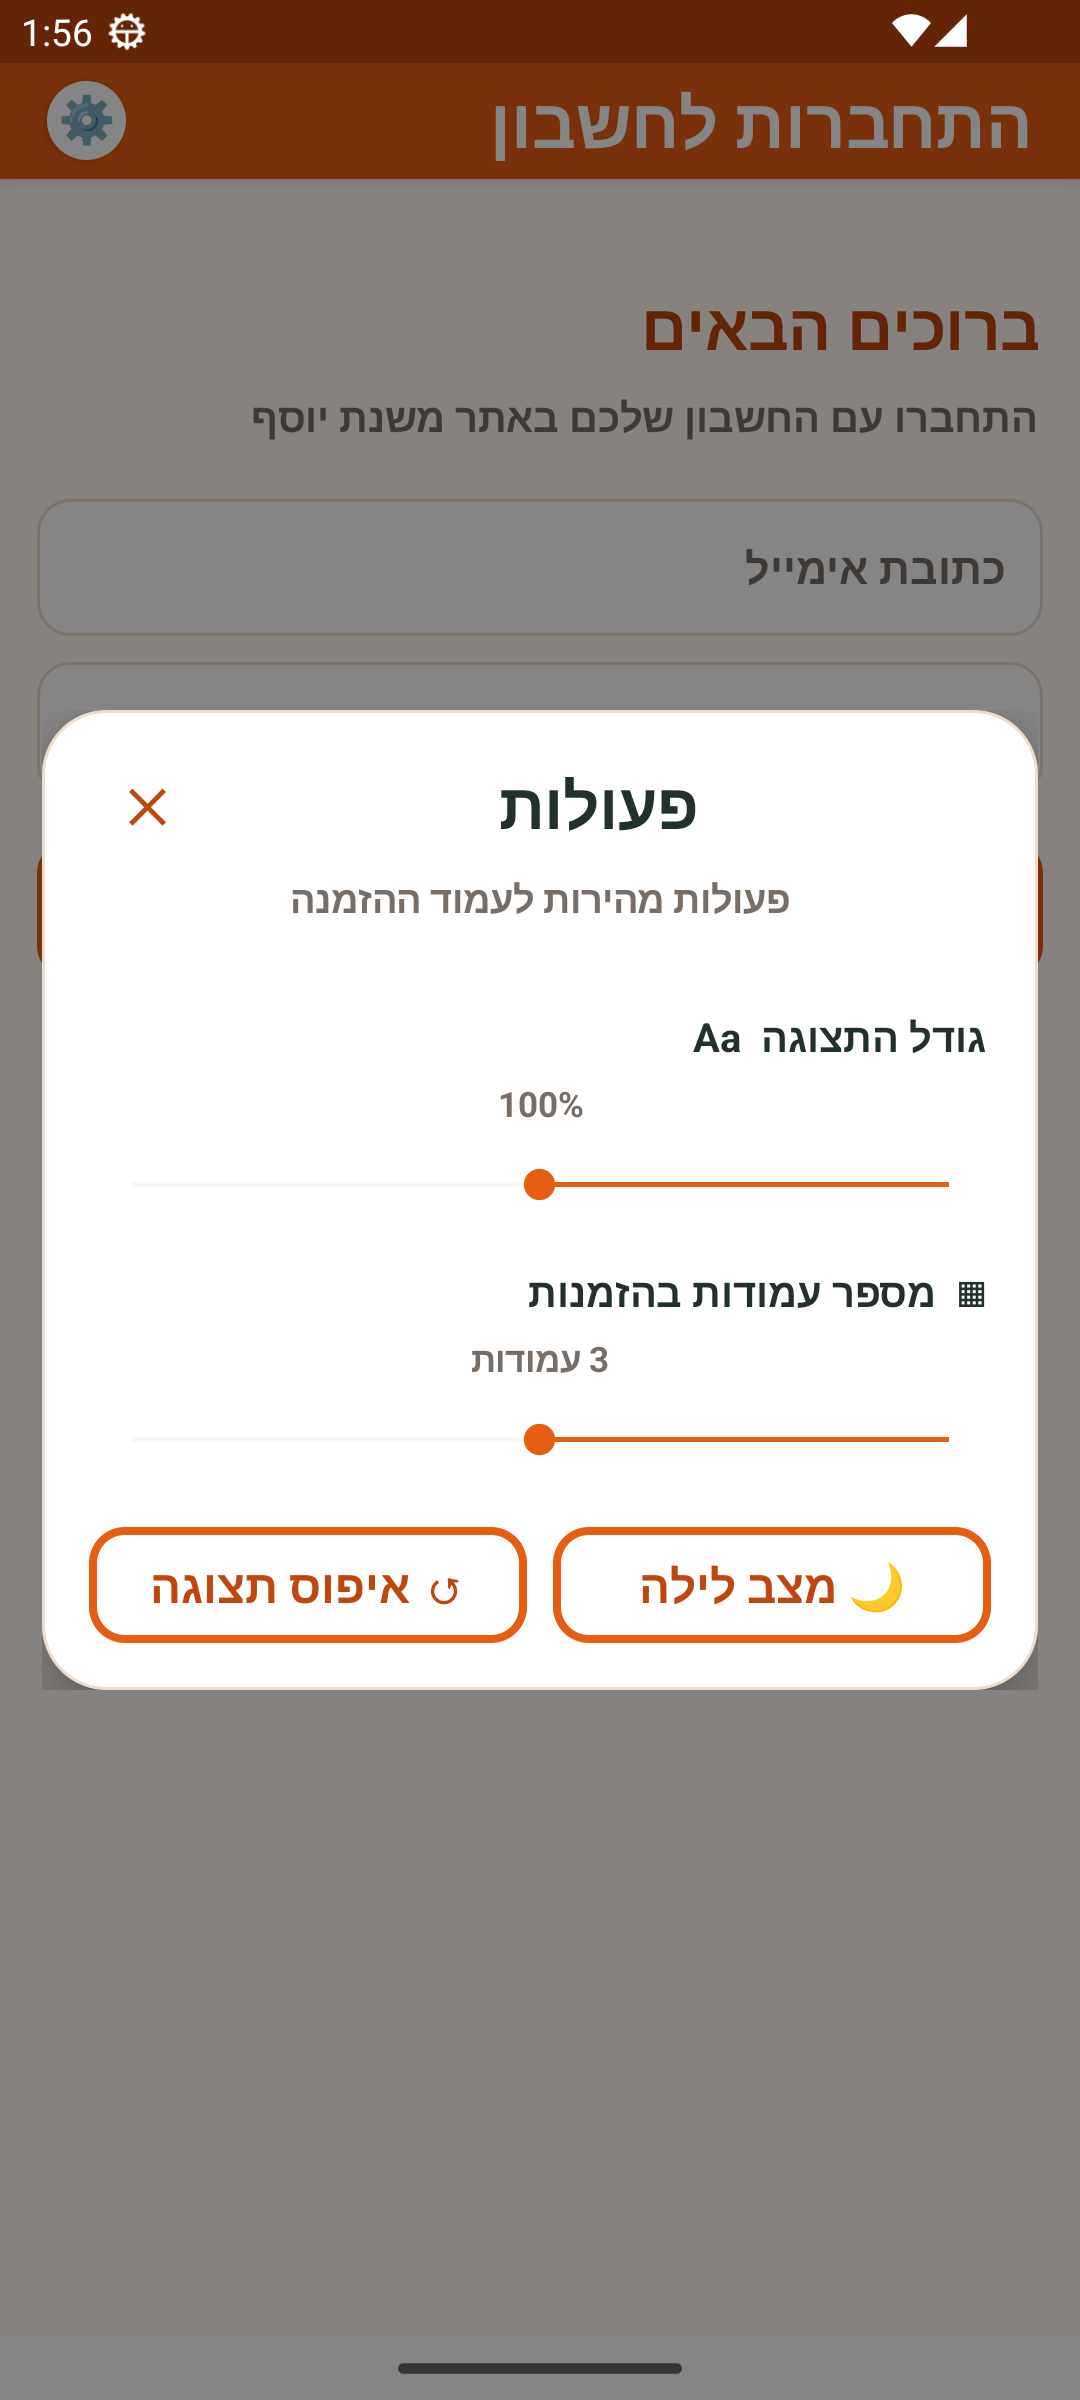 1:56
התחברות לחשבון
ברוכים הבאים
התחברו עם החשבון שלכם באתר משנת יוסף
כתובת אימייל
פעולות
פעולות מהירות לעמוד ההזמנה
גודל התצוגה Aa
100%
מספר עמודות בהזמנות
3 עמודות
מצב לילה
איפוס תצוגה